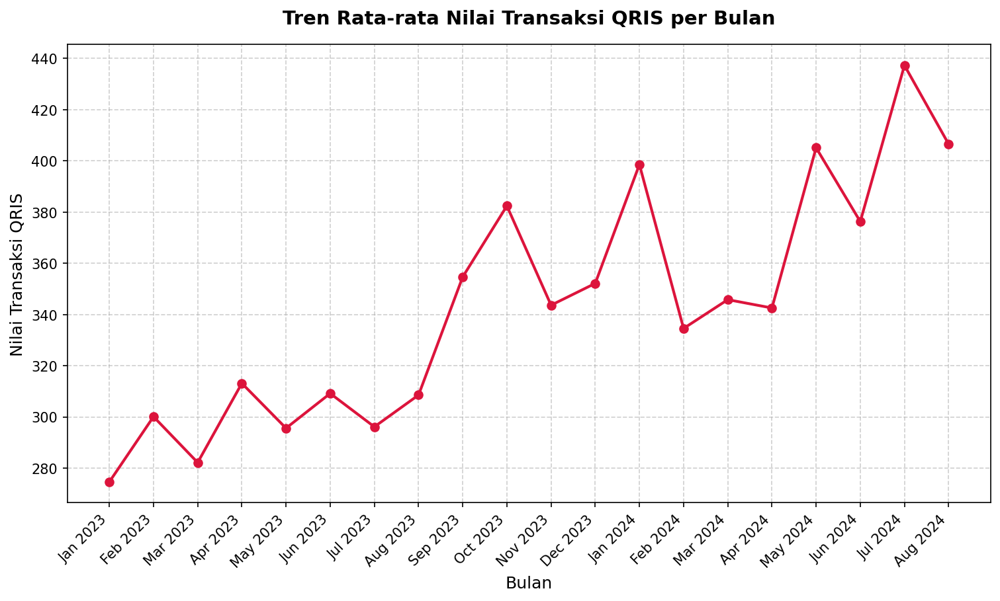 Tren Rata-rata Nilai Transaksi QRIS per Bulan
Nilai Transaksi QRIS
440
420
400
380
360
340
320
300
280
Jan 2023
Feb 2023
Mar 2023
Apr 2023
May 2023
Jun 2023
Jul 2023
Aug 2023
Sep 2023
Oct 2023
Nov 2023
Dec 2023
Jan 2024
Feb 2024
Mar 2024
Apr 2024
May 2024
Jun 2024
Jul 2024
Aug 2024
Bulan